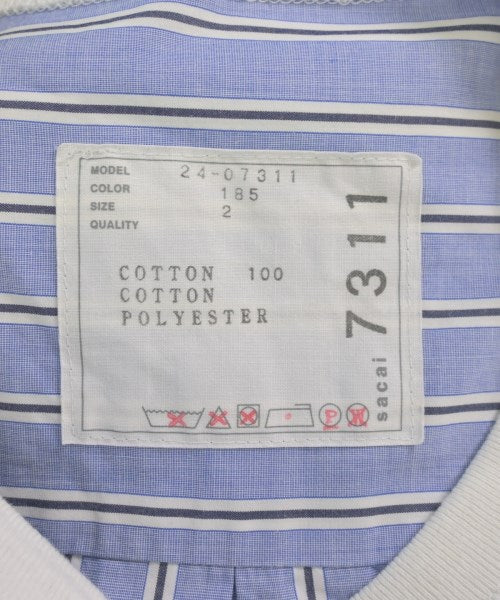 MODEL 24-07311
COLOR 185
SIZE 2
QUALITY
COTTON 100
COTTON
POLYESTER
P W
sacai 7311